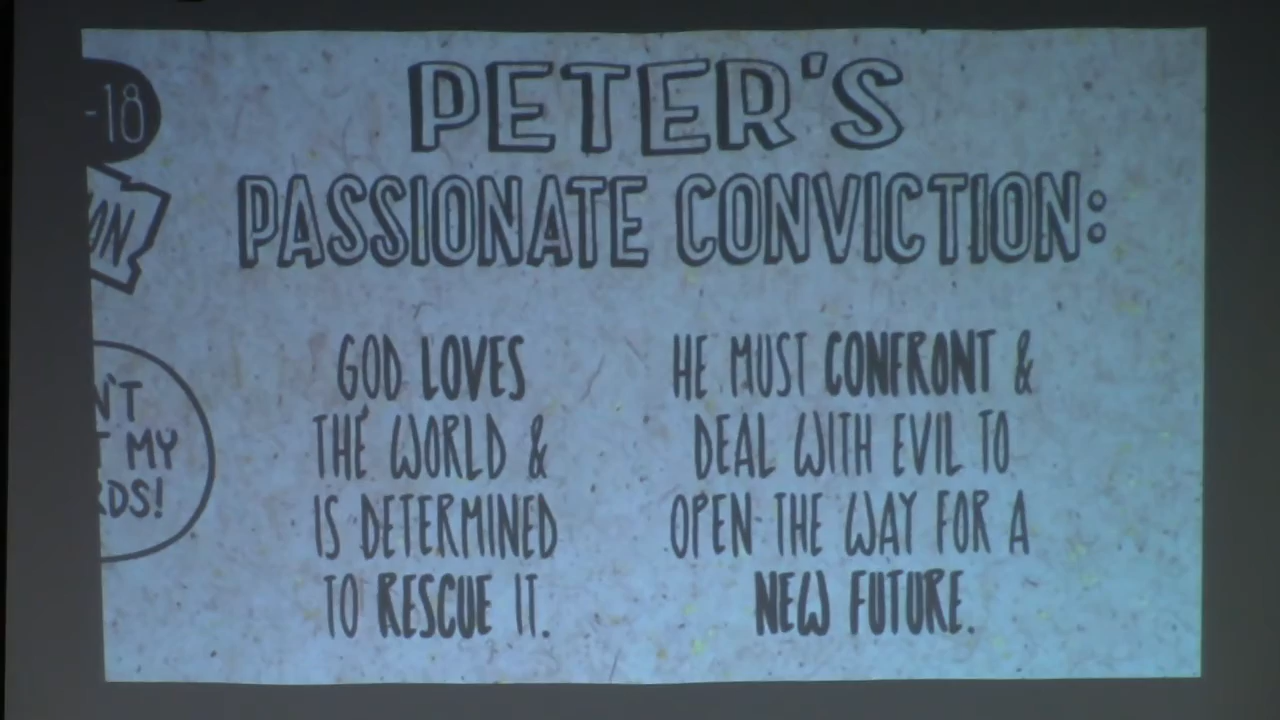 -18
PETER'S
PASSIONATE CONVICTION:
GOD LOVES
THE WORLD &
IS DETERMINED
TO RESCUE IT.
HE MUST CONFRONT &
DEAL WITH EVIL TO
OPEN THE WAY FOR A
NEW FUTURE.
MY